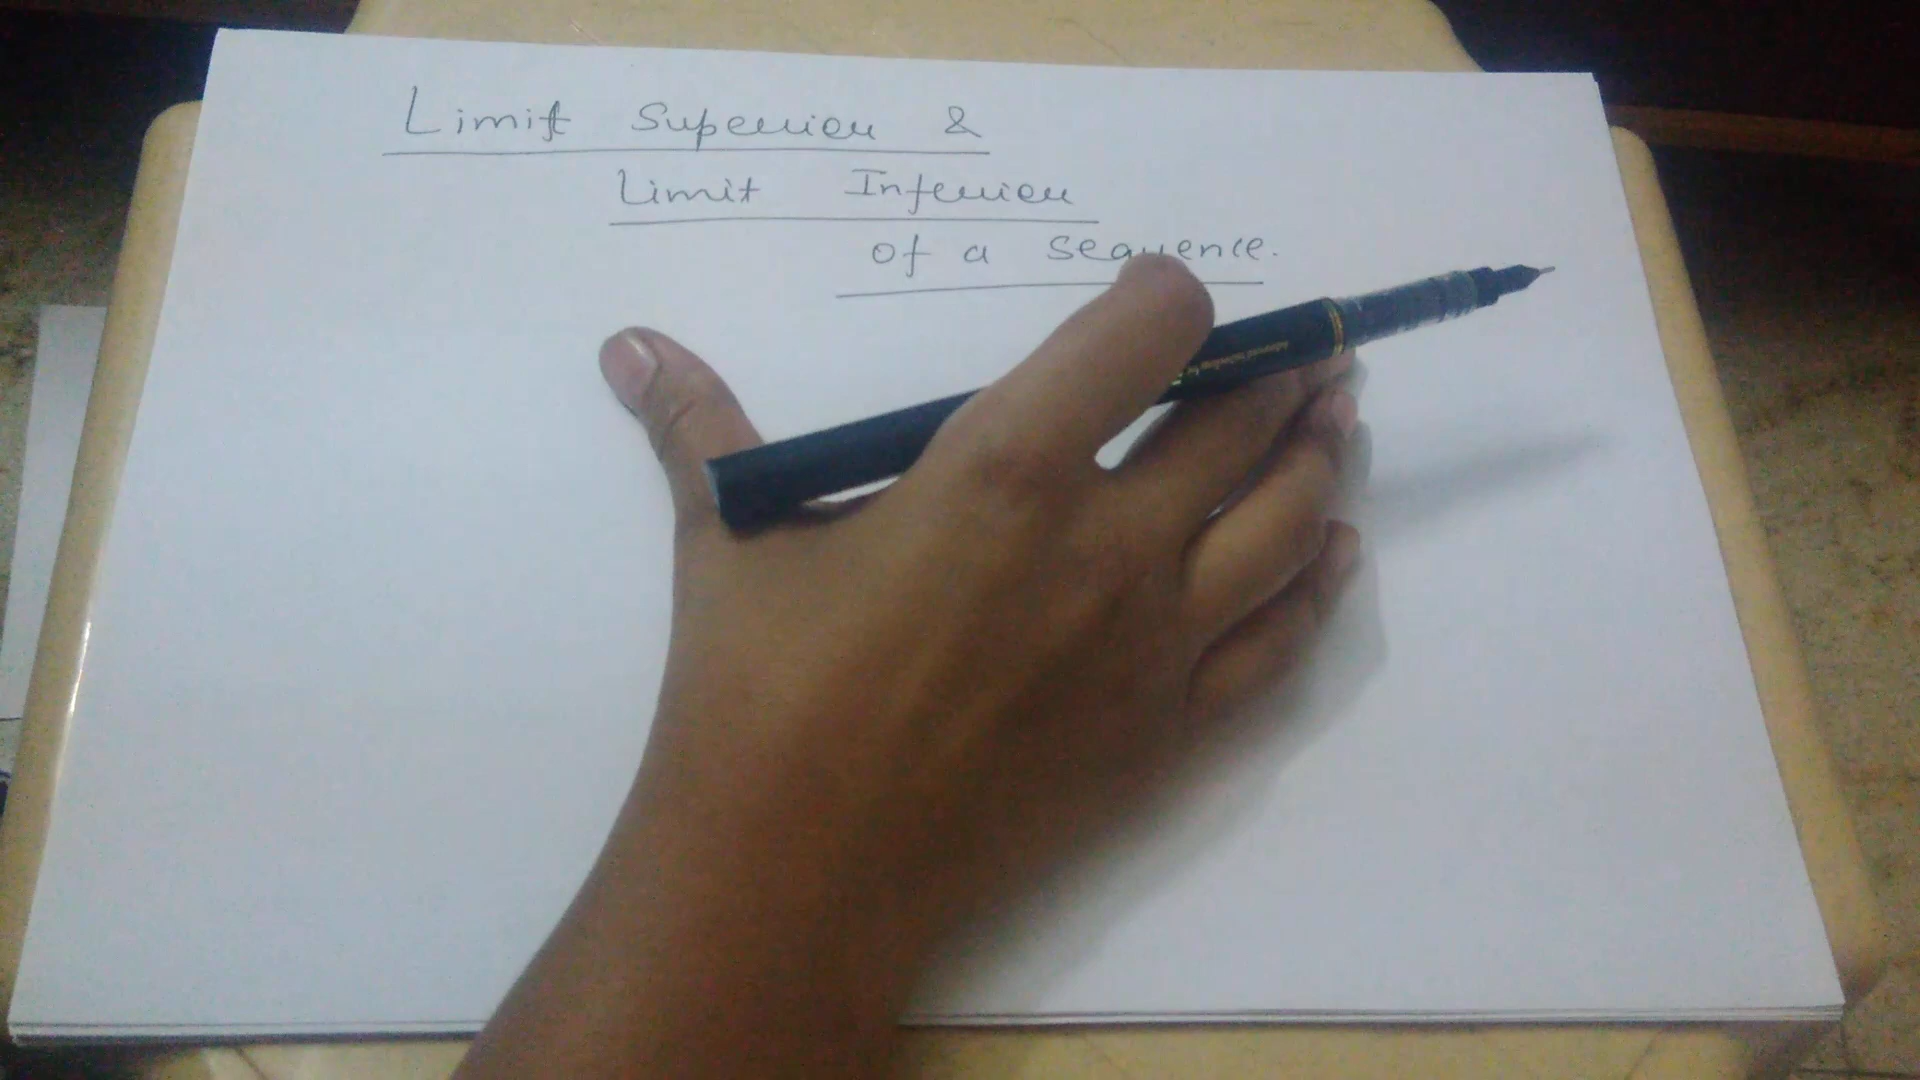 Limit Superior &
Limit Inferior
of a sequence.